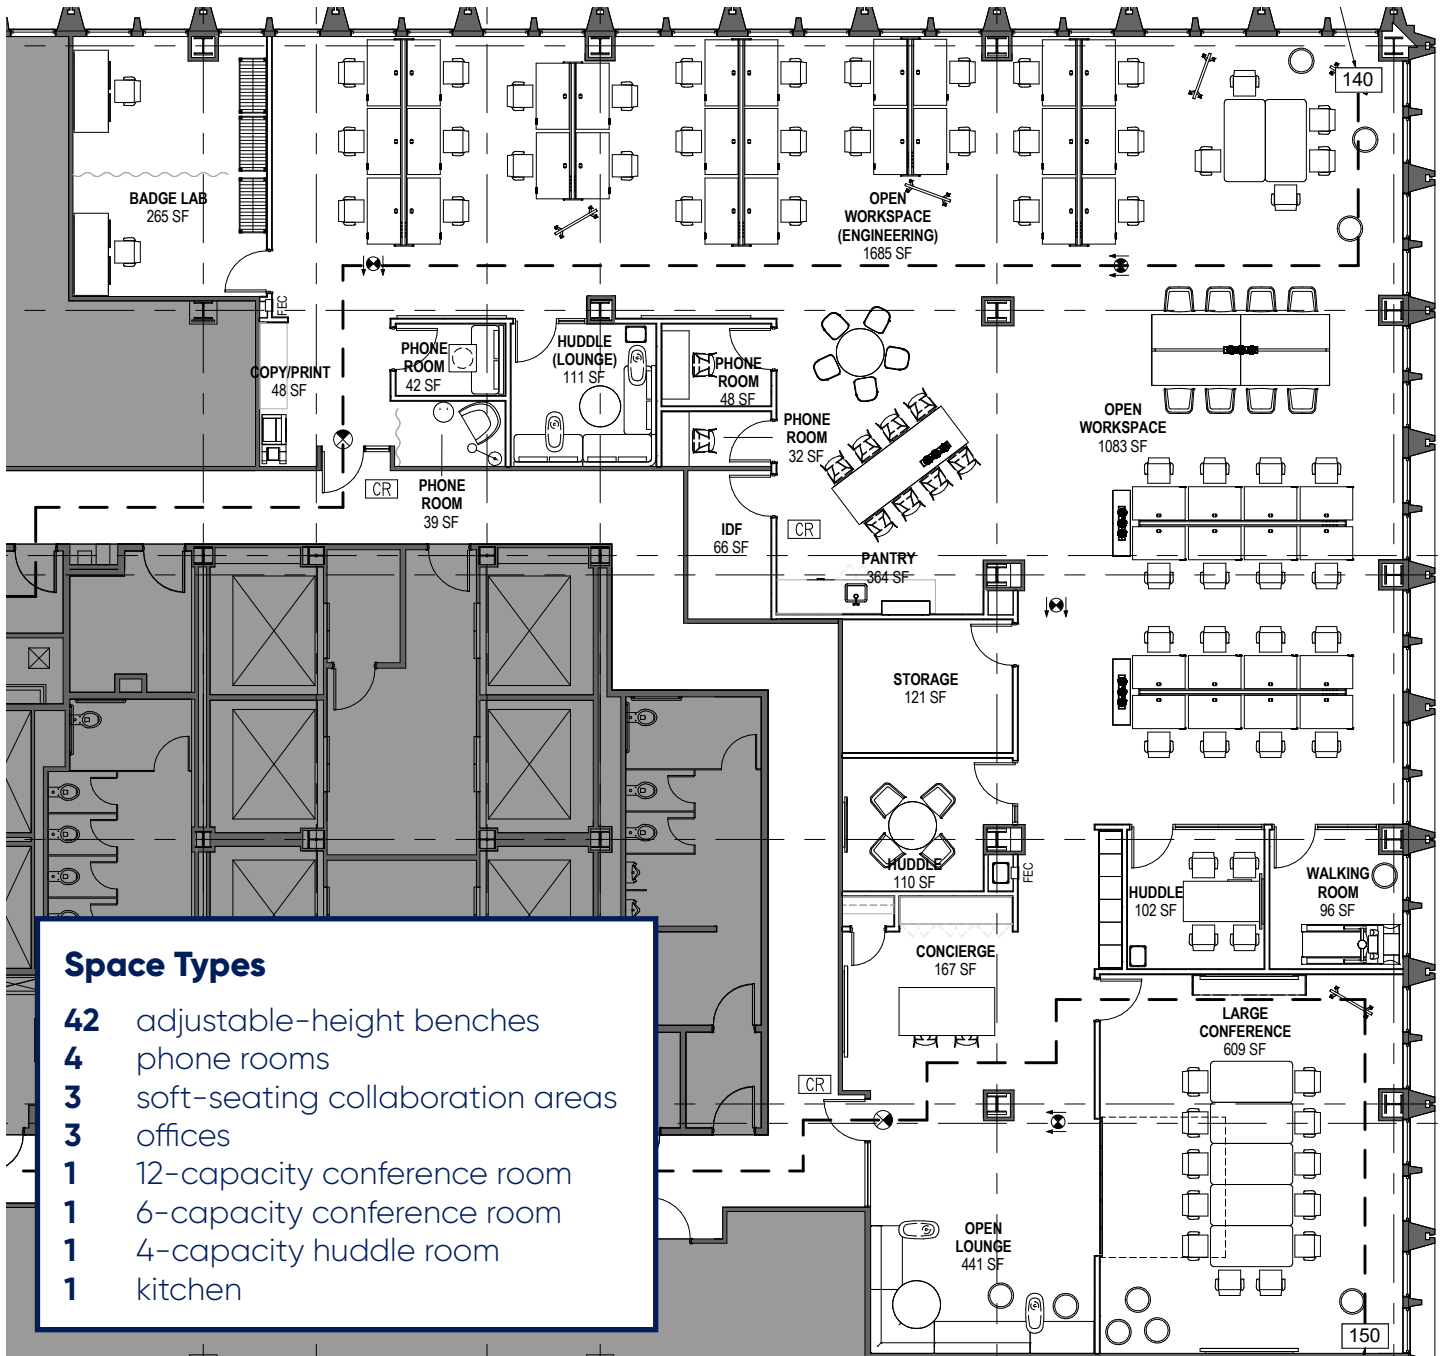 140
BADGE LAB
265 SF
OPEN
WORKSPACE
(ENGINEERING)
1685 SF
FEC
COPY/PRINT
48 SF
PHONE
ROOM
42 SF
HUDDLE
(LOUNGE)
111 SF
PHONE
ROOM
48 SF
PHONE
ROOM
32 SF
OPEN
WORKSPACE
1083 SF
CR
PHONE
ROOM
39 SF
IDF
66 SF
CR
PANTRY
364 SF
STORAGE
121 SF
HUDDLE
110 SF
FEC
HUDDLE
102 SF
WALKING
ROOM
96 SF
CONCIERGE
167 SF
LARGE
CONFERENCE
609 SF
CR
OPEN
LOUNGE
441 SF
150
Space Types
42 adjustable-height benches
4 phone rooms
3 soft-seating collaboration areas
3 offices
1 12-capacity conference room
1 6-capacity conference room
1 4-capacity huddle room
1 kitchen